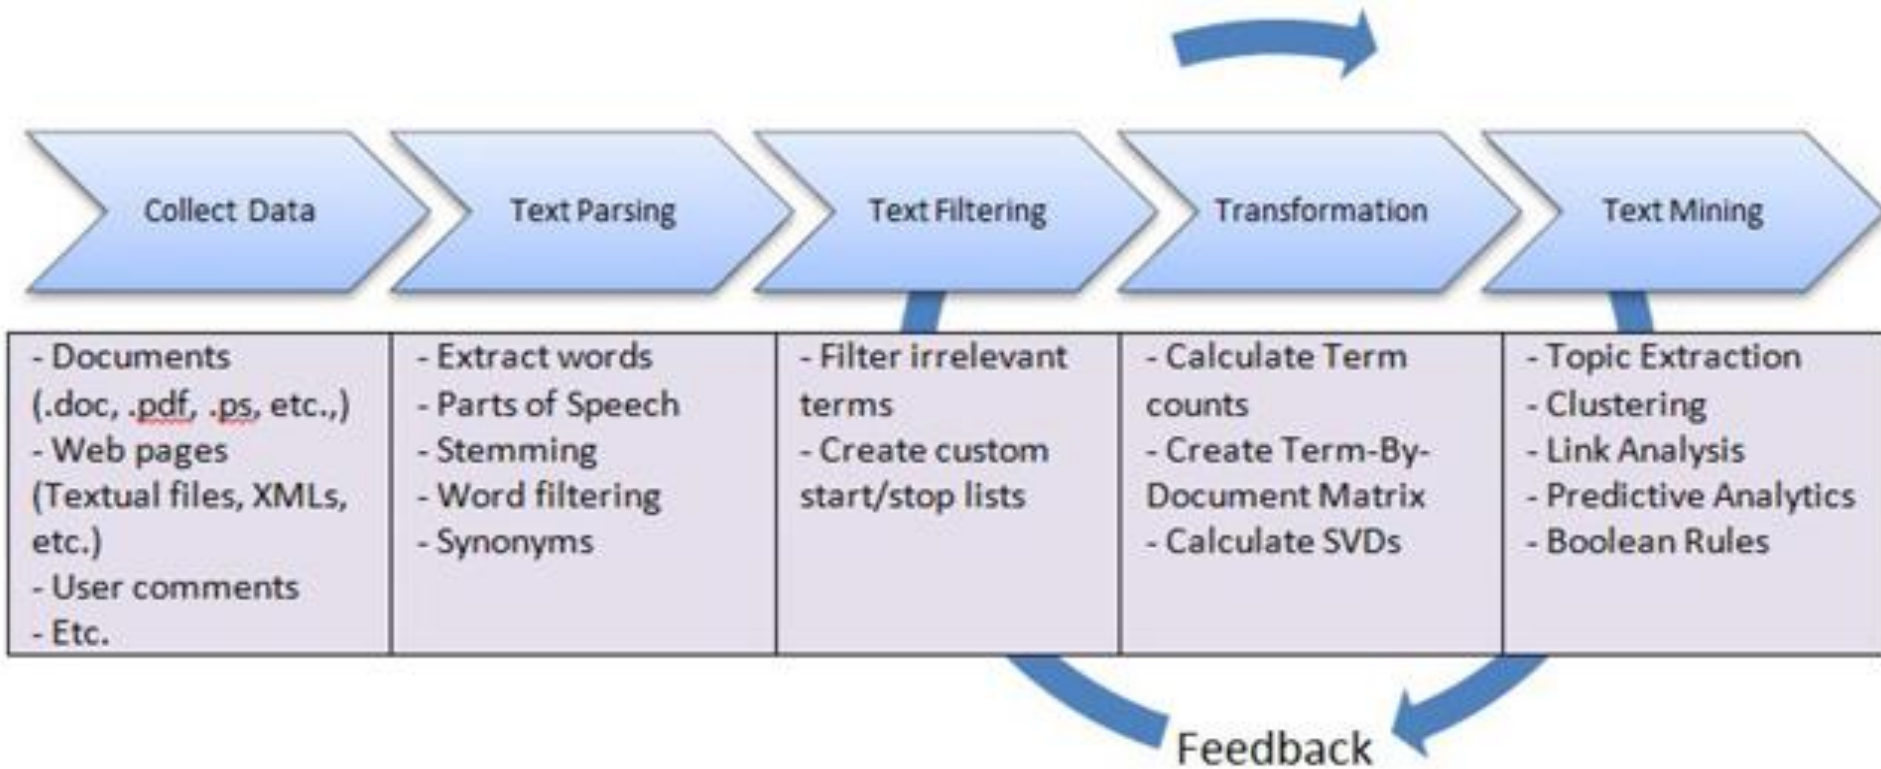 Collect Data
Text Parsing
Text Filtering
Transformation
Text Mining
- Documents
(.doc, .pdf, .ps, etc.,)
- Web pages
(Textual files, XMLs,
etc.)
- User comments
- Etc.
- Extract words
- Parts of Speech
- Stemming
- Word filtering
- Synonyms
- Filter irrelevant
terms
- Create custom
start/stop lists
- Calculate Term
counts
- Create Term-By-
Document Matrix
- Calculate SVDs
- Topic Extraction
- Clustering
- Link Analysis
- Predictive Analytics
- Boolean Rules
Feedback